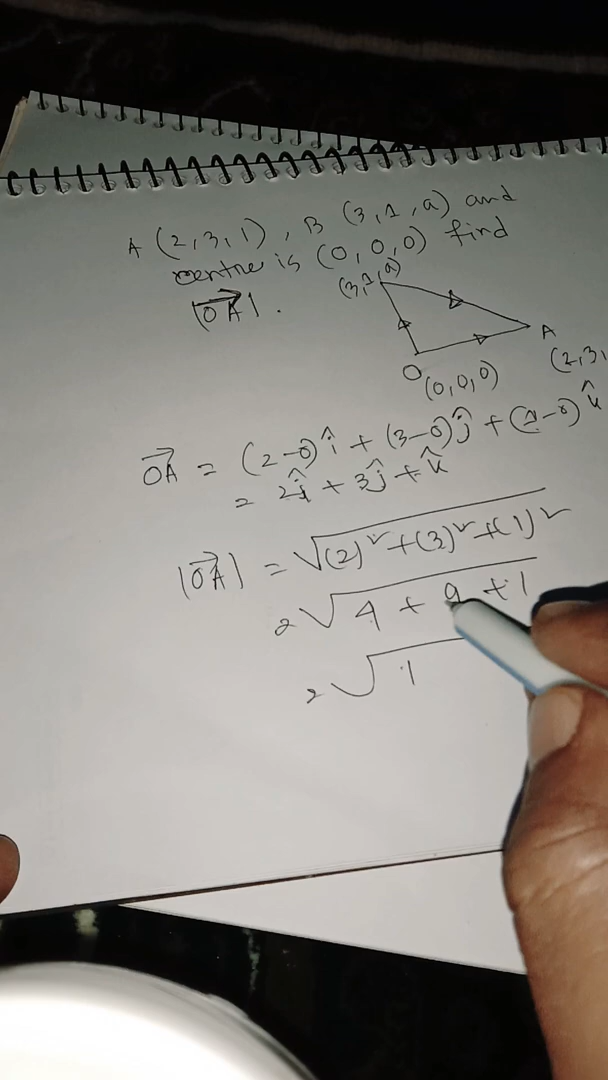 A (2,3,1), B (3,1,a) and
centre is (0,0,0) find
|OA|.
(3,1,a)
A
(2,3,
O
(0,0,0)
OA = (2-0)î + (3-0)ĵ + (1-0)k̂
= 2î + 3ĵ + k̂
|OA| = √(2)² + (3)² + (1)²
= √4 + 9 + 1
= √1